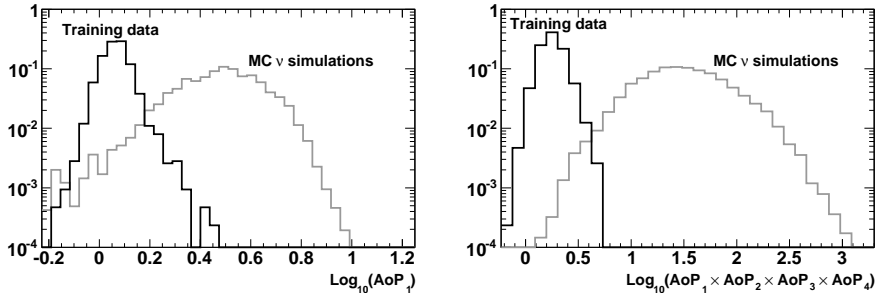 1
10^-1
10^-2
10^-3
10^-4
Training data
MC ν simulations
-0.2 0 0.2 0.4 0.6 0.8 1 1.2
Log10(AoP1)
1
10^-1
10^-2
10^-3
10^-4
Training data
MC ν simulations
0 0.5 1 1.5 2 2.5 3
Log10(AoP1 × AoP2 × AoP3 × AoP4)